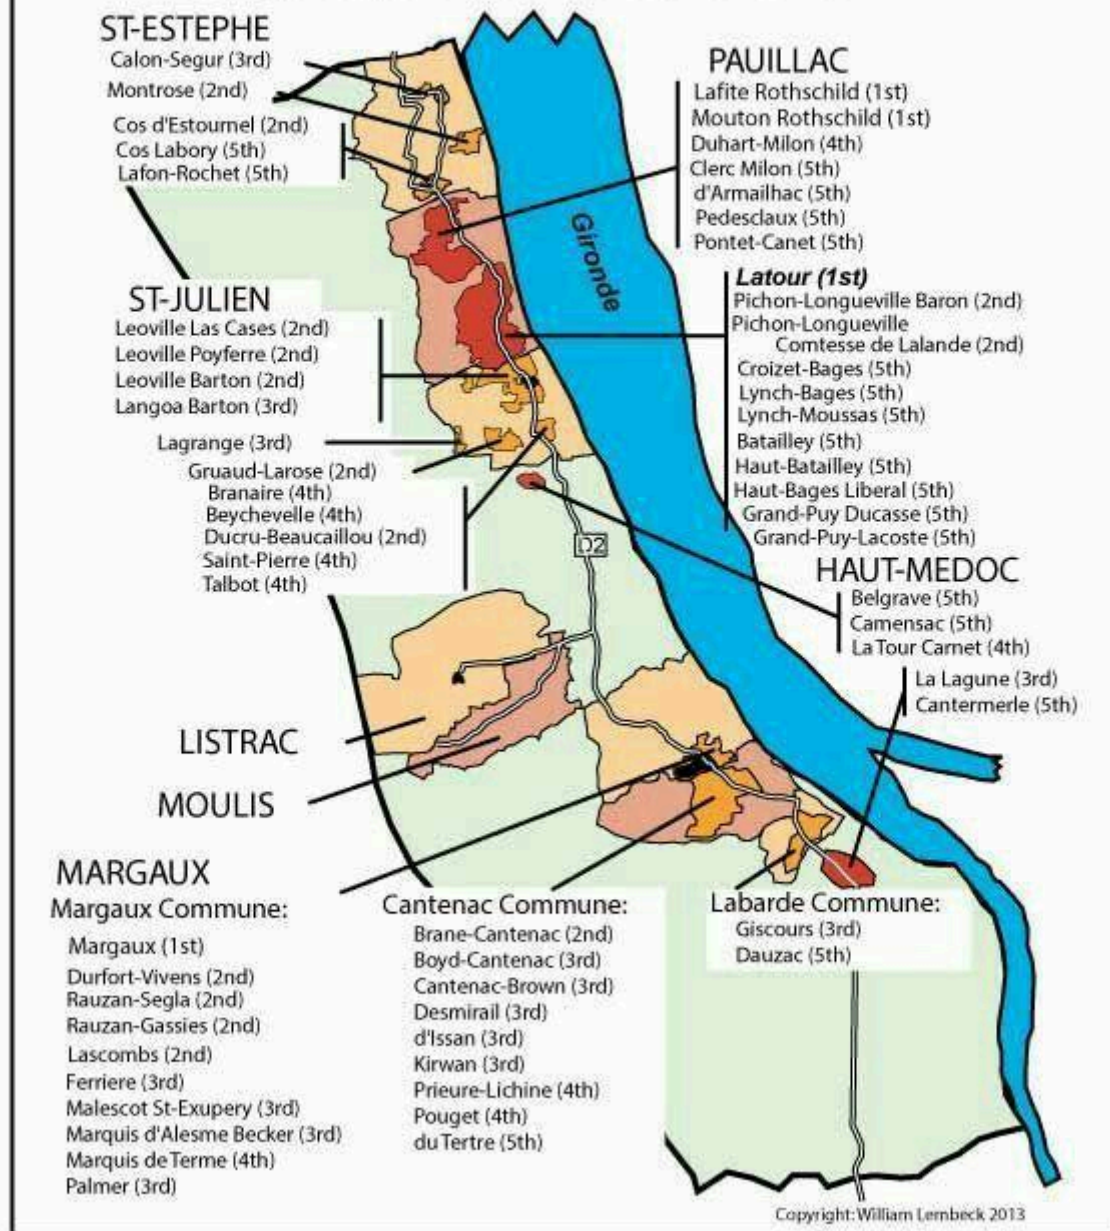 ST-ESTEPHE
Calon-Segur (3rd)
Montrose (2nd)
Cos d'Estournel (2nd)
Cos Labory (5th)
Lafon-Rochet (5th)
PAUILLAC
Lafite Rothschild (1st)
Mouton Rothschild (1st)
Duhart-Milon (4th)
Clerc Milon (5th)
d'Armailhac (5th)
Pedesclaux (5th)
Pontet-Canet (5th)
Gironde
Latour (1st)
Pichon-Longueville Baron (2nd)
Pichon-Longueville
Comtesse de Lalande (2nd)
Croizet-Bages (5th)
Lynch-Bages (5th)
Lynch-Moussas (5th)
Batailley (5th)
Haut-Batailley (5th)
Haut-Bages Liberal (5th)
Grand-Puy Ducasse (5th)
Grand-Puy-Lacoste (5th)
ST-JULIEN
Leoville Las Cases (2nd)
Leoville Poyferre (2nd)
Leoville Barton (2nd)
Langoa Barton (3rd)
Lagrange (3rd)
Gruaud-Larose (2nd)
Branaire (4th)
Beychevelle (4th)
Ducru-Beaucaillou (2nd)
Saint-Pierre (4th)
Talbot (4th)
D2
HAUT-MEDOC
Belgrave (5th)
Camensac (5th)
La Tour Carnet (4th)
La Lagune (3rd)
Cantermerle (5th)
LISTRAC
MOULIS
MARGAUX
Margaux Commune:
Margaux (1st)
Durfort-Vivens (2nd)
Rauzan-Segla (2nd)
Rauzan-Gassies (2nd)
Lascombs (2nd)
Ferriere (3rd)
Malescot St-Exupery (3rd)
Marquis d'Alesme Becker (3rd)
Marquis de Terme (4th)
Palmer (3rd)
Cantenac Commune:
Brane-Cantenac (2nd)
Boyd-Cantenac (3rd)
Cantenac-Brown (3rd)
Desmirail (3rd)
d'Issan (3rd)
Kirwan (3rd)
Prieure-Lichine (4th)
Pouget (4th)
du Tertre (5th)
Labarde Commune:
Giscours (3rd)
Dauzac (5th)
Copyright: William Lembeck 2013